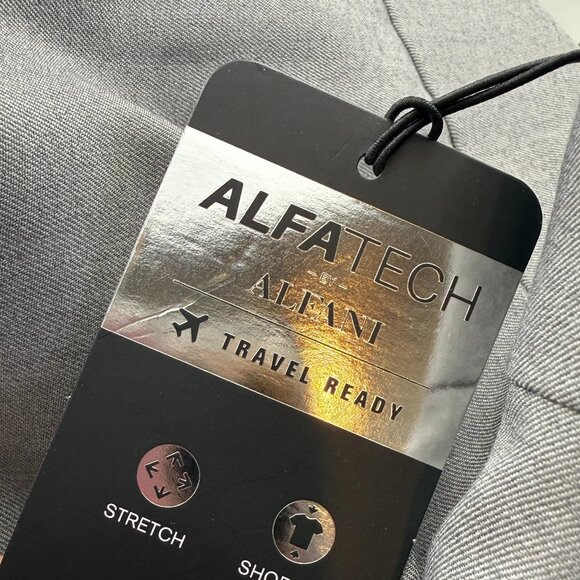 ALFATECH
BY
ALFANI
TRAVEL READY
STRETCH